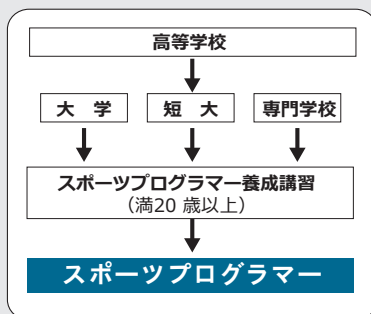 高等学校
大　学
短　大
専門学校
スポーツプログラマー養成講習
（満20 歳以上）
スポーツプログラマー